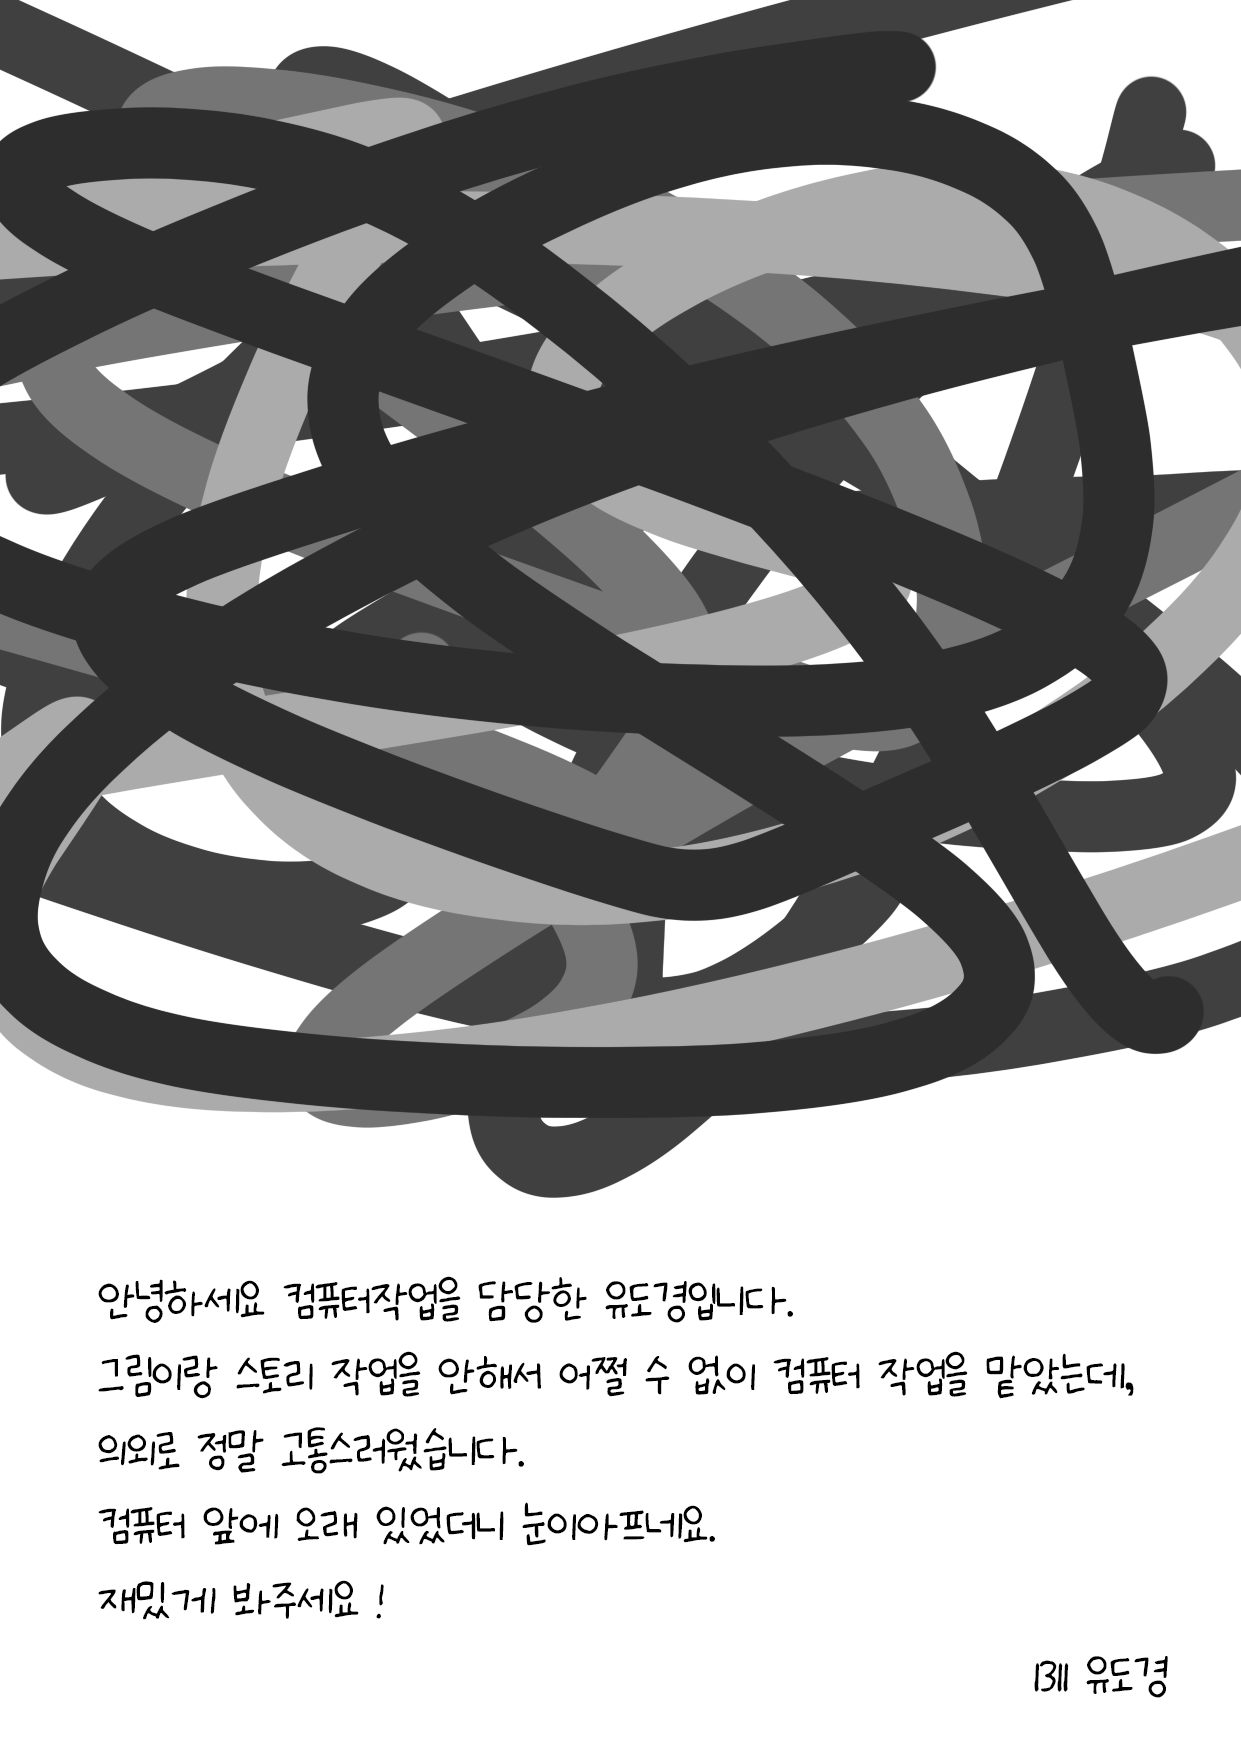 안녕하세요 컴퓨터작업을 담당한 유도경입니다.
그림이랑 스토리 작업을 안해서 어쩔 수 없이 컴퓨터 작업을 맡았는데,
의외로 정말 고통스러웠습니다.
컴퓨터 앞에 오래 있었더니 눈이아프네요.
재밌게 봐주세요 !
1311 유도경